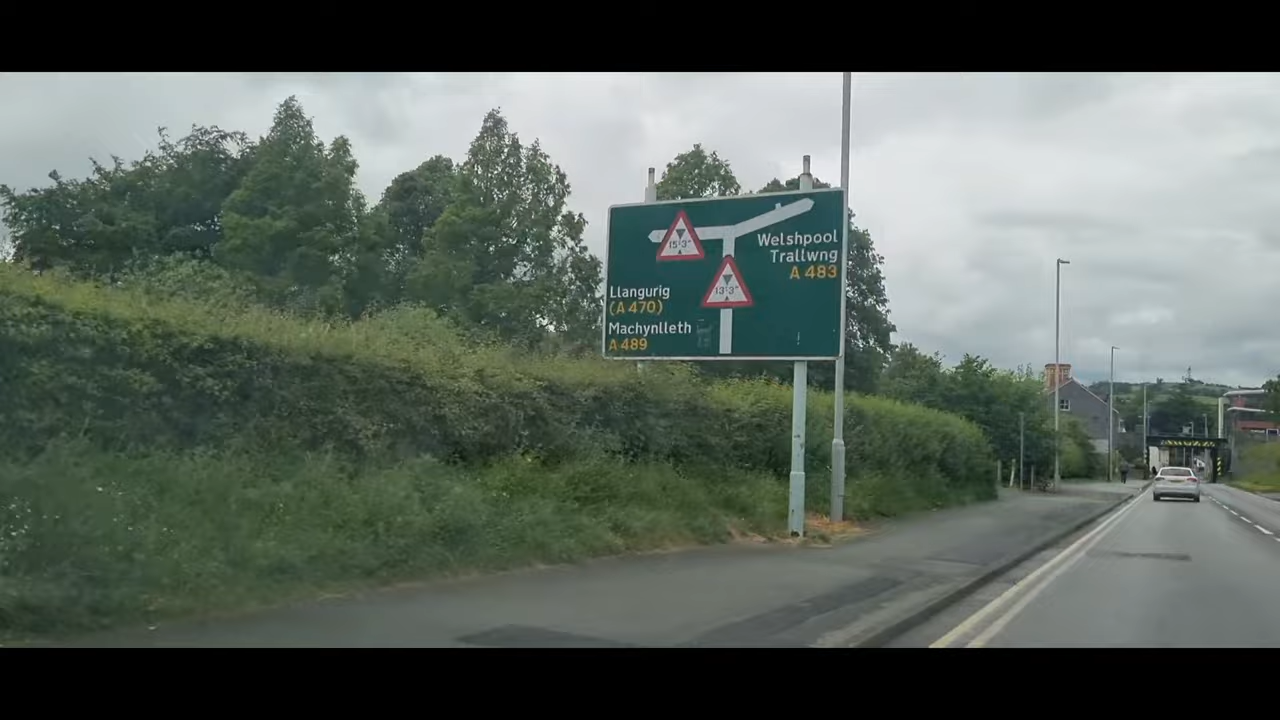 15'3"
13'3"
Welshpool
Trallwng
A 483
Llangurig
(A 470)
Machynlleth
A 489